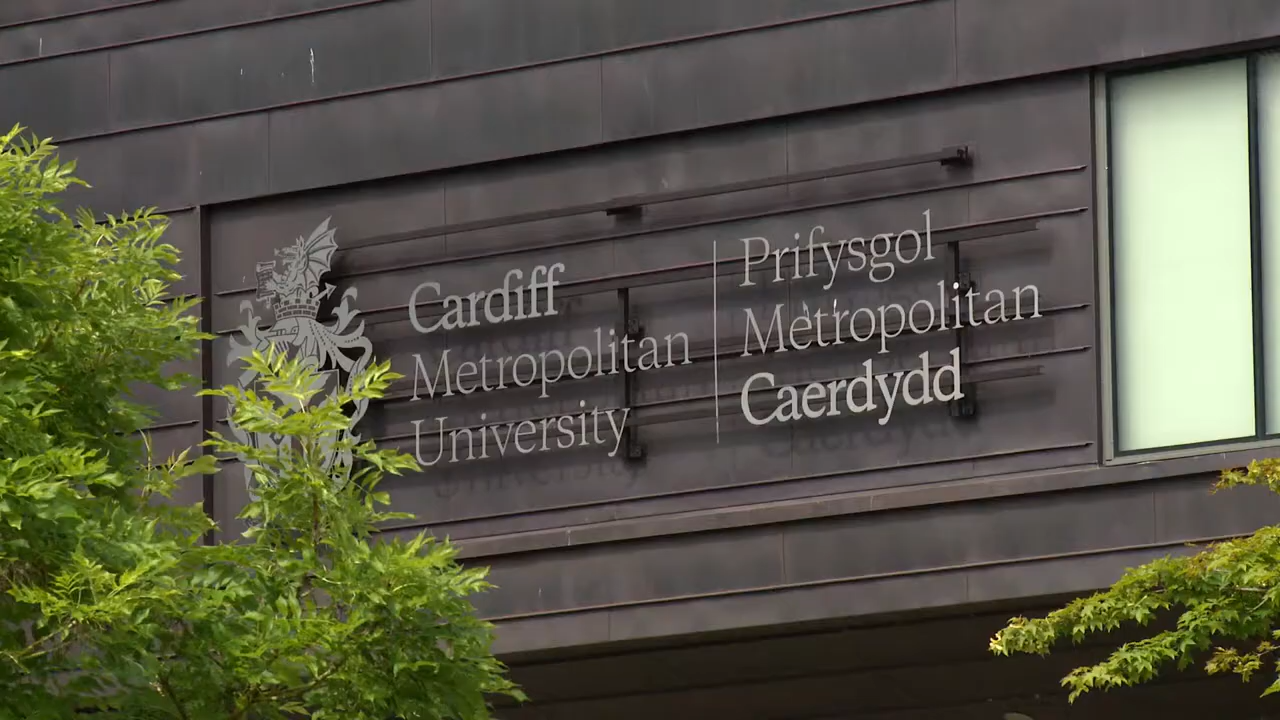 Cardiff
Metropolitan
University
Prifysgol
Metropolitan
Caerdydd